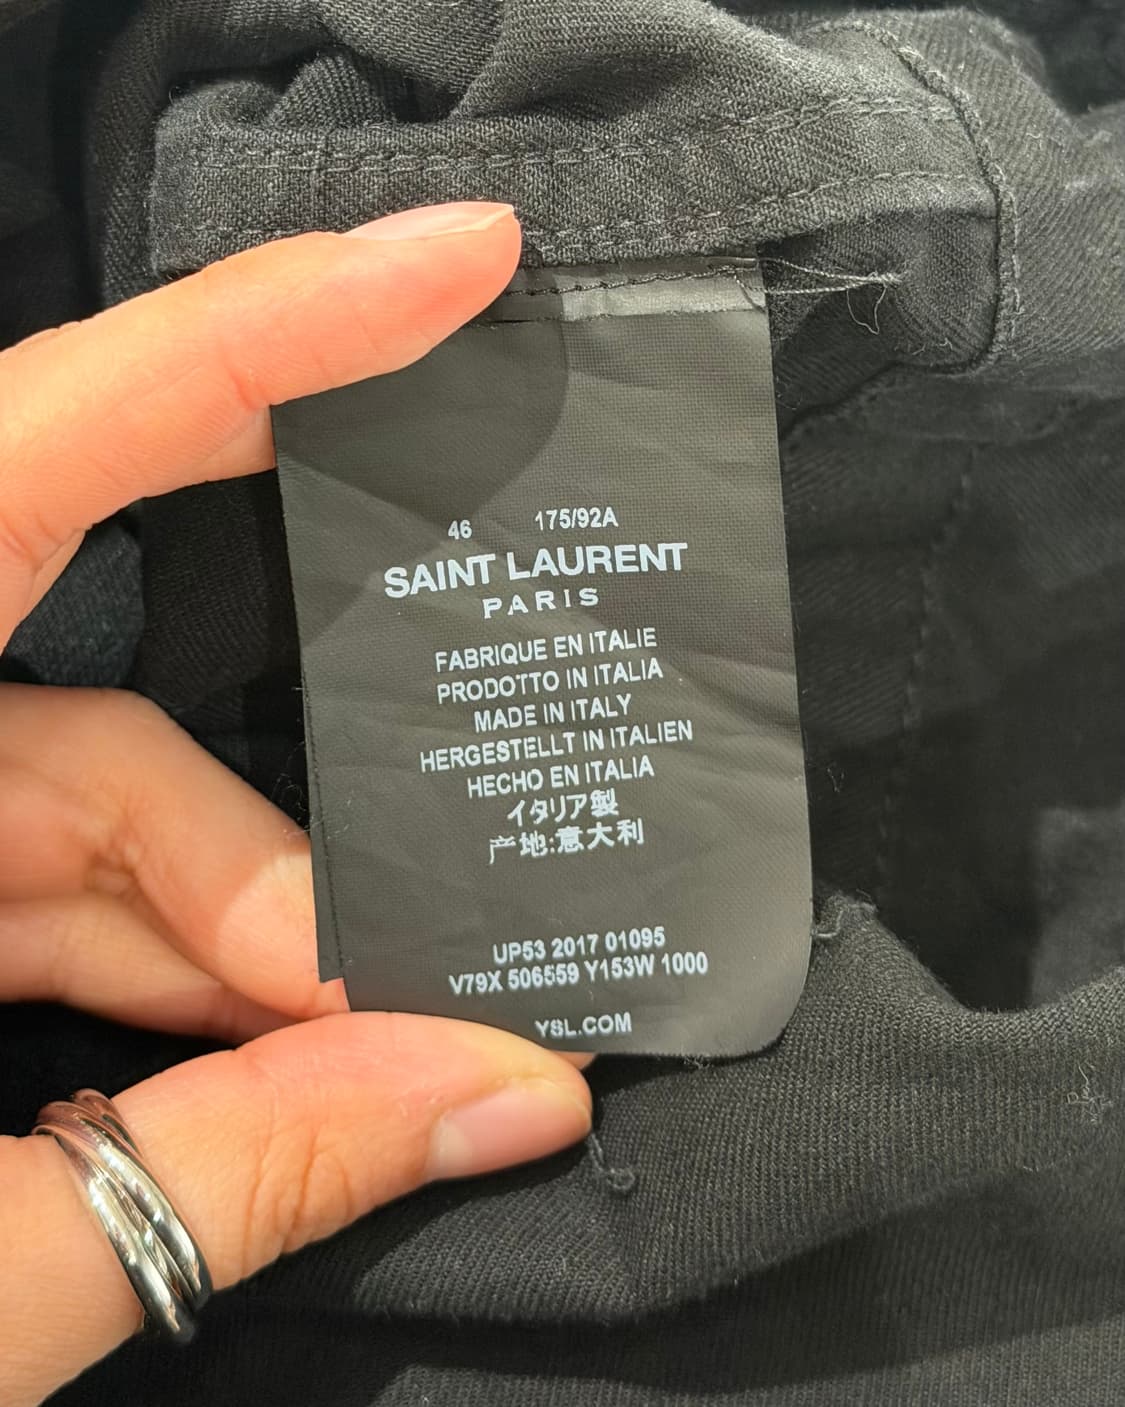 46 175/92A
SAINT LAURENT
PARIS
FABRIQUE EN ITALIE
PRODOTTO IN ITALIA
MADE IN ITALY
HERGESTELLT IN ITALIEN
HECHO EN ITALIA
イタリア製
产地:意大利
UP53 2017 01095
V79X 506559 Y153W 1000
YSL.COM